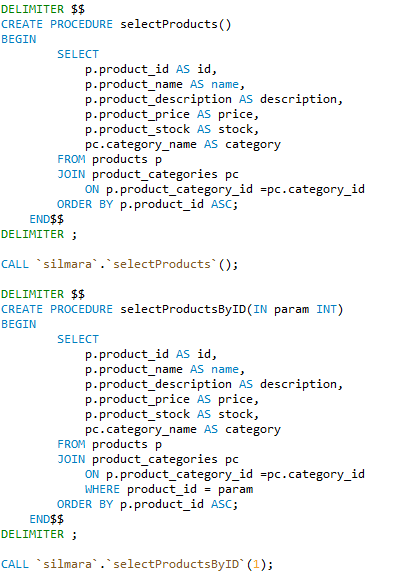 DELIMITER $$
CREATE PROCEDURE selectProducts()
BEGIN
        SELECT
            p.product_id AS id,
            p.product_name AS name,
            p.product_description AS description,
            p.product_price AS price,
            p.product_stock AS stock,
            pc.category_name AS category
        FROM products p
        JOIN product_categories pc
            ON p.product_category_id =pc.category_id
        ORDER BY p.product_id ASC;
    END$$
DELIMITER ;

CALL `silmara`.`selectProducts`();

DELIMITER $$
CREATE PROCEDURE selectProductsByID(IN param INT)
BEGIN
        SELECT
            p.product_id AS id,
            p.product_name AS name,
            p.product_description AS description,
            p.product_price AS price,
            p.product_stock AS stock,
            pc.category_name AS category
        FROM products p
        JOIN product_categories pc
            ON p.product_category_id =pc.category_id
            WHERE product_id = param
        ORDER BY p.product_id ASC;
    END$$
DELIMITER ;

CALL `silmara`.`selectProductsByID`(1);